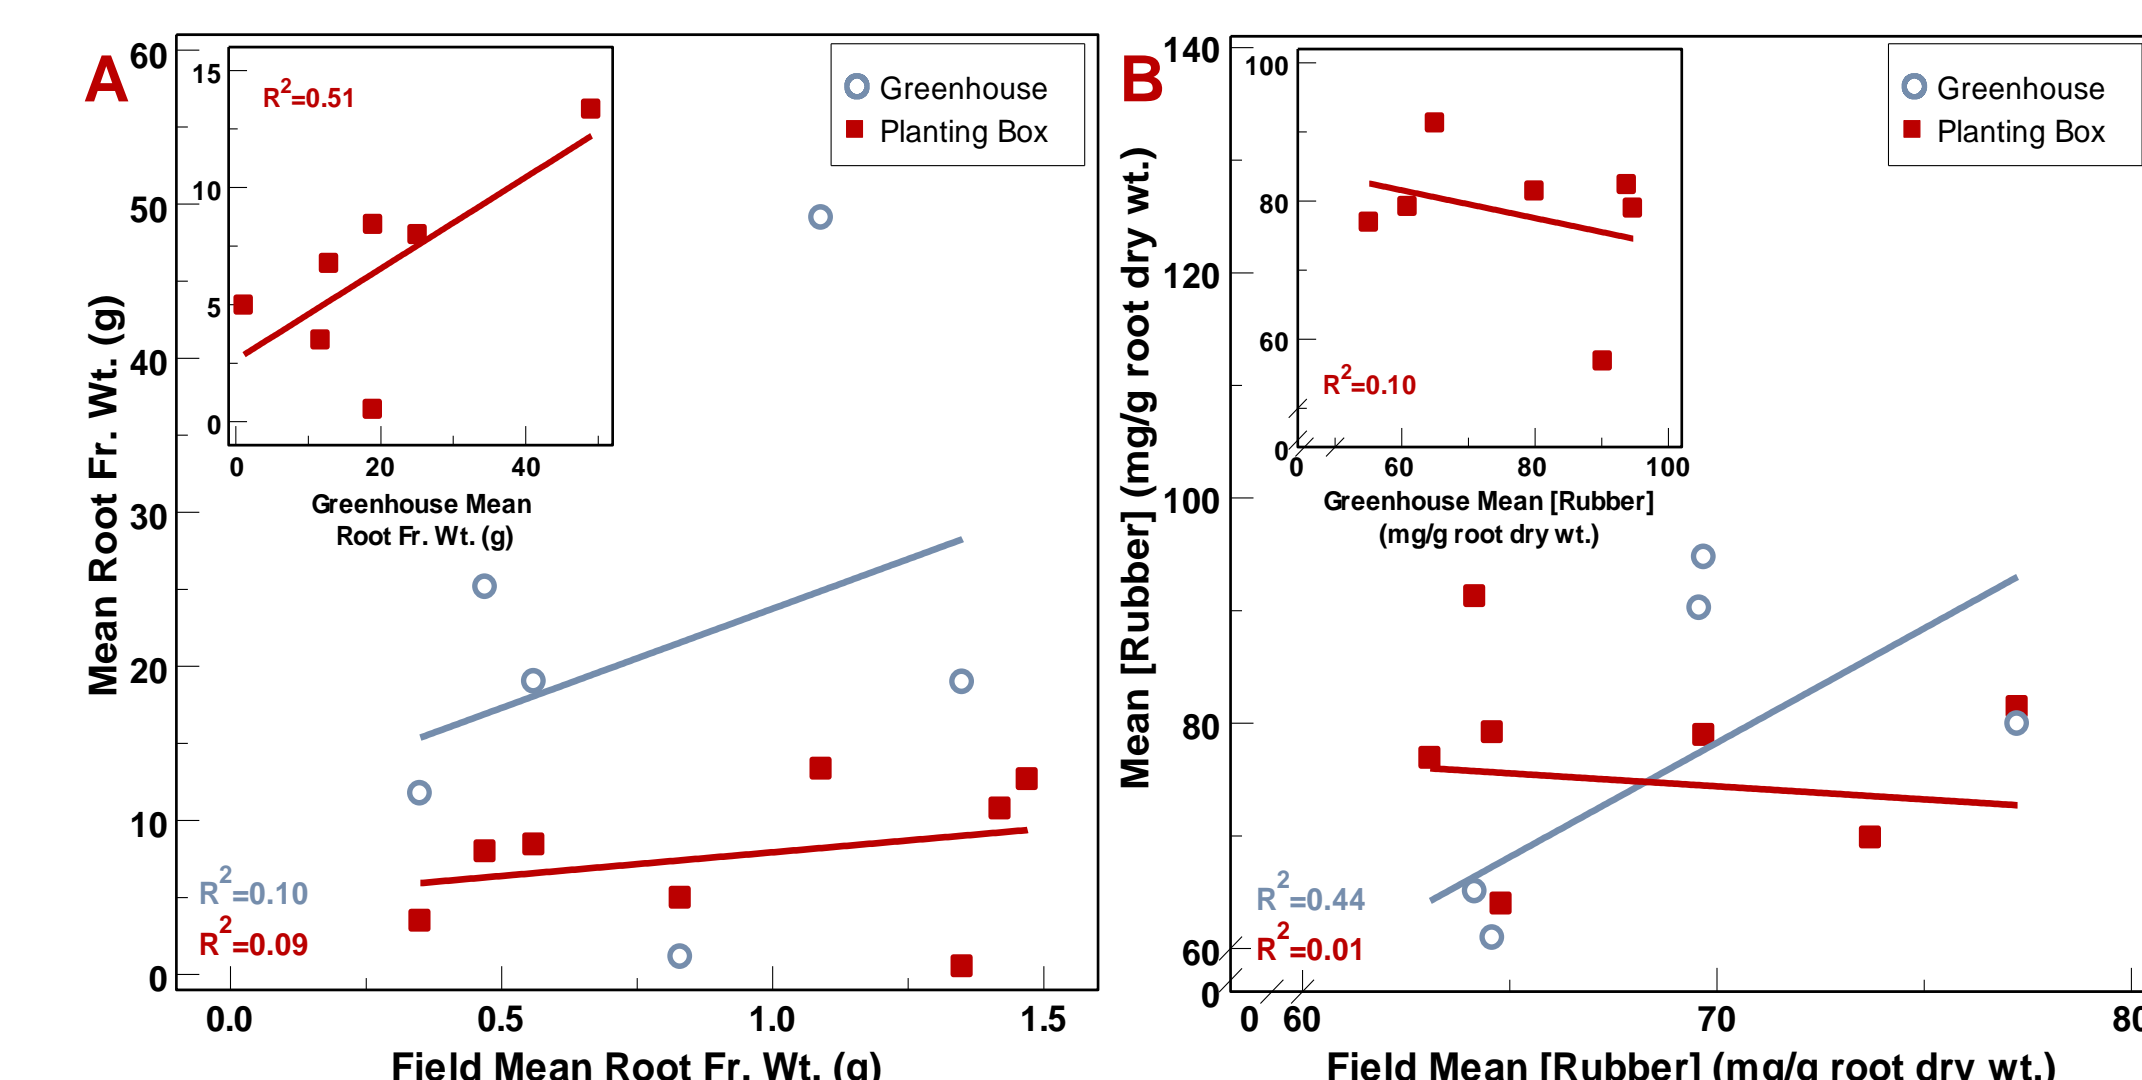 A
60
50
40
30
20
10
0
Mean Root Fr. Wt. (g)
15
10
5
0
R²=0.51
0 20 40
Greenhouse Mean
Root Fr. Wt. (g)
Greenhouse
Planting Box
R²=0.10
R²=0.09
0.0 0.5 1.0 1.5
Field Mean Root Fr. Wt. (g)
B
140
120
100
80
60
0
Mean [Rubber] (mg/g root dry wt.)
100
80
60
0
R²=0.10
0 60 80 100
Greenhouse Mean [Rubber]
(mg/g root dry wt.)
Greenhouse
Planting Box
R²=0.44
R²=0.01
0 60 70 80
Field Mean [Rubber] (mg/g root dry wt.)